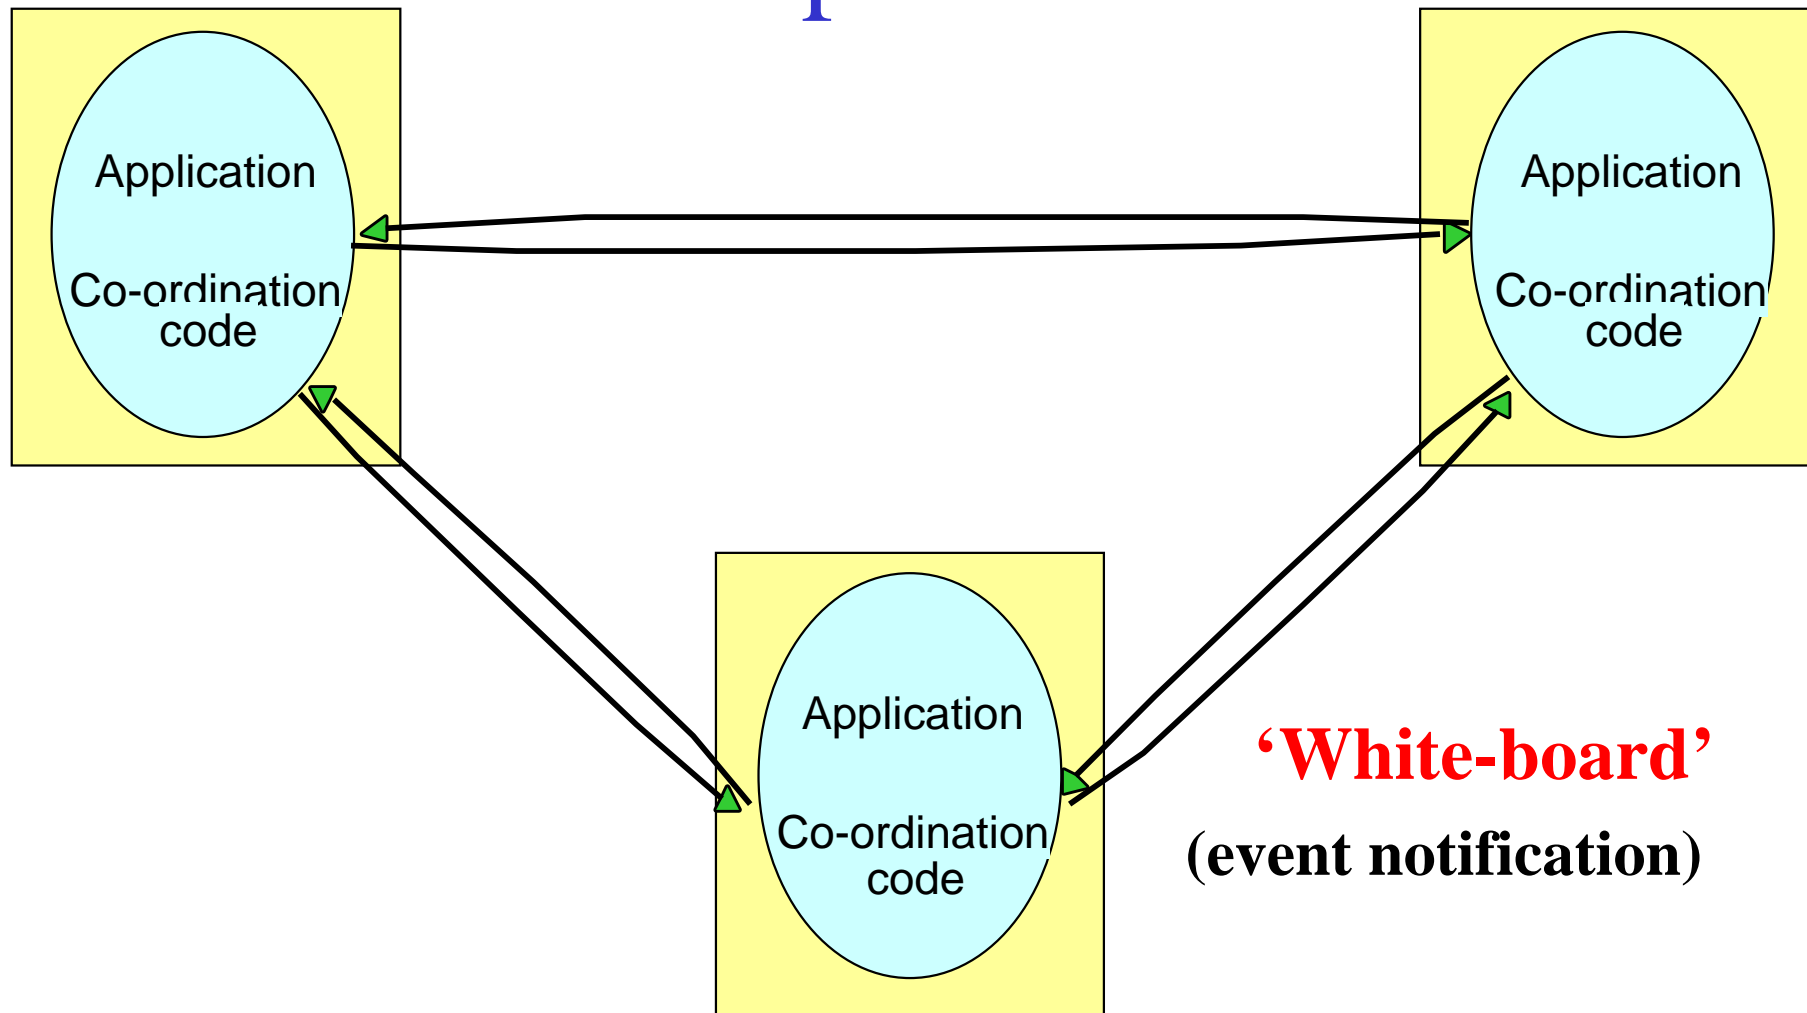 Application
Co-ordination
code
Application
Co-ordination
code
Application
Co-ordination
code
‘White-board’
(event notification)